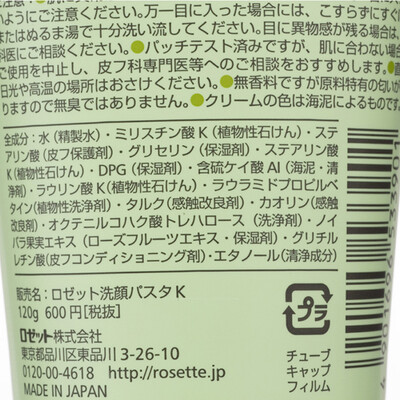 いようにご注意ください。万一目に入った場合は、こすらずにすぐに
またはぬるま湯で十分洗い流してください。目に異物感が残る場合は、
科医にご相談ください。●パッチテスト済みですが、肌に合わない場合
ご使用を中止し、皮フ科専門医等へのご相談をおすすめします。●直
日光や高温の場所はおさけください。●無香料ですが原料特有の匂いが
りますので無臭ではありません。●クリームの色は海泥によるものです。
全成分：水（精製水）・ミリスチン酸K（植物性石けん）・ステ
アリン酸（皮フ保護剤）・グリセリン（保湿剤）・ステアリン酸
K（植物性石けん）・DPG（保湿剤）・含硫ケイ酸Al（海泥・清
浄剤）・ラウリン酸K（植物性石けん）・ラウラミドプロピルベ
タイン（植物性洗浄剤）・タルク（感触改良剤）・カオリン（感触
改良剤）・オクテニルコハク酸トレハロース（洗浄剤）・ノイ
バラ果実エキス（ローズフルーツエキス・保湿剤）・グリチル
レチン酸（皮フコンディショニング剤）・エタノール（清浄成分）
販売名：ロゼット洗顔パスタK
120g 600円［税抜］
ロゼット株式会社
東京都品川区東品川3-26-10
0120-00-4618 http://rosette.jp/
MADE IN JAPAN
プラ
チューブ
キャップ
フィルム
4901696533901